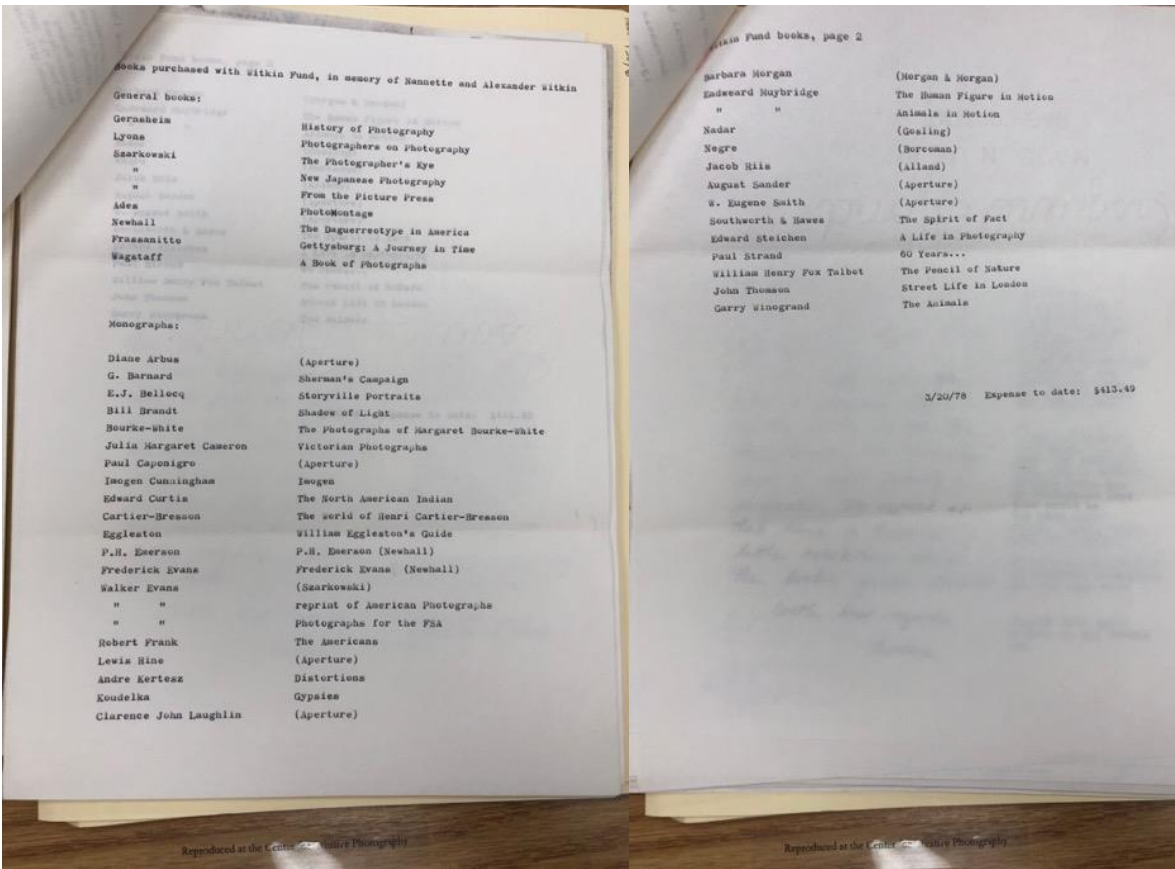 Books purchased with Witkin Fund, in memory of Nannette and Alexander Witkin
General books:
Gernsheim History of Photography
Lyons Photographers on Photography
Szarkowski The Photographer's Eye
" New Japanese Photography
" From the Picture Press
Ades PhotoMontage
Newhall The Daguerreotype in America
Frassanitto Gettysburg: A Journey in Time
Wagstaff A Book of Photographs
Monographs:
Diane Arbus (Aperture)
G. Barnard Sherman's Campaign
E.J. Bellocq Storyville Portraits
Bill Brandt Shadow of Light
Bourke-White The Photographs of Margaret Bourke-White
Julia Margaret Cameron Victorian Photographs
Paul Caponigro (Aperture)
Imogen Cunningham Imogen
Edward Curtis The North American Indian
Cartier-Bresson The World of Henri Cartier-Bresson
Eggleston William Eggleston's Guide
P.H. Emerson P.H. Emerson (Newhall)
Frederick Evans Frederick Evans (Newhall)
Walker Evans (Szarkowski)
" " reprint of American Photographs
" " Photographs for the FSA
Robert Frank The Americans
Lewis Hine (Aperture)
Andre Kertesz Distortions
Koudelka Gypsies
Clarence John Laughlin (Aperture)
Reproduced at the Center Photography
Fund books, page 2
Barbara Morgan (Morgan & Morgan)
Eadweard Muybridge The Human Figure in Motion
" " Animals in Motion
Nadar (Gosling)
Negre (Borcoman)
Jacob Riis (Alland)
August Sander (Aperture)
W. Eugene Smith (Aperture)
Southworth & Hawes The Spirit of Fact
Edward Steichen A Life in Photography
Paul Strand 60 Years...
William Henry Fox Talbot The Pencil of Nature
John Thomson Street Life in London
Garry Winogrand The Animals
3/20/78 Expense to date: $413.49
Reproduced at the Center Photography